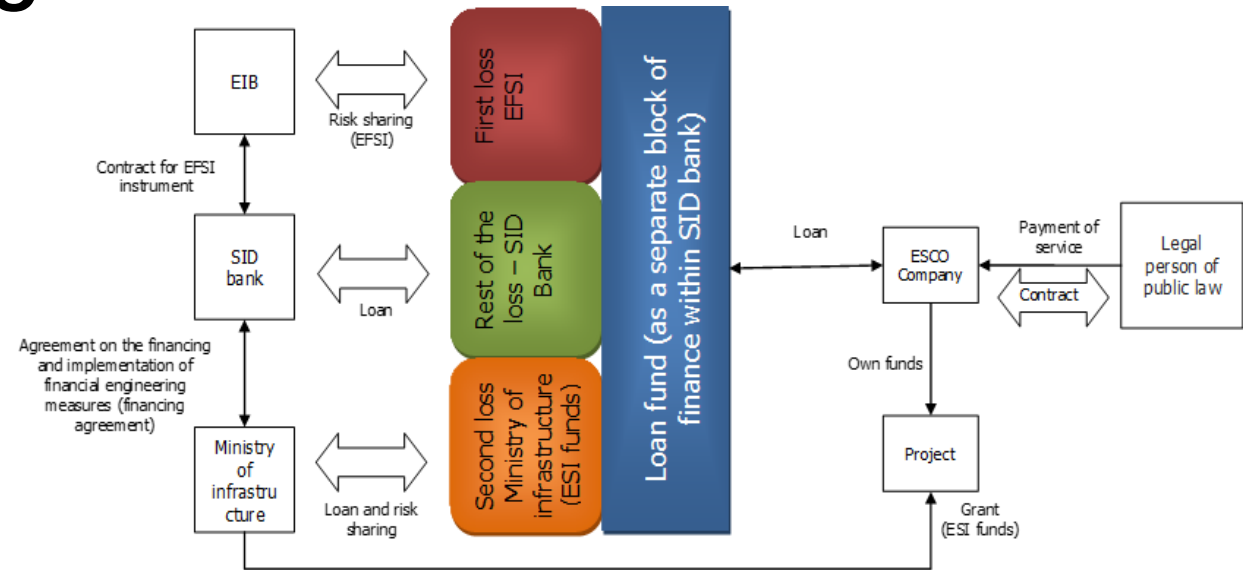 EIB
Risk sharing
(EFSI)
Contract for EFSI
instrument
SID
bank
Loan
Agreement on the financing
and implementation of
financial engineering
measures (financing
agreement)
Ministry
of
infrastru
cture
Loan and risk
sharing
First loss
EFSI
Rest of the
loss – SID
Bank
Second loss
Ministry of
infrastructure
(ESI funds)
Loan fund (as a separate block of
finance within SID bank)
Loan
ESCO
Company
Payment of
service
Contract
Legal
person of
public law
Own funds
Project
Grant
(ESI funds)